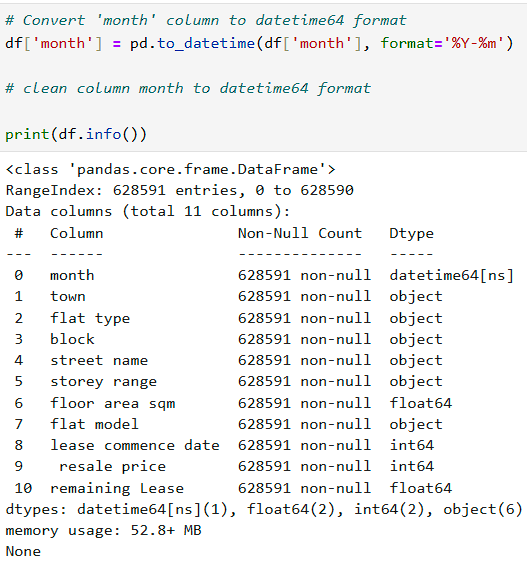 # Convert 'month' column to datetime64 format
df['month'] = pd.to_datetime(df['month'], format='%Y-%m')
# clean column month to datetime64 format
print(df.info())
<class 'pandas.core.frame.DataFrame'>
RangeIndex: 628591 entries, 0 to 628590
Data columns (total 11 columns):
 #   Column               Non-Null Count   Dtype
---  ------               --------------   -----
 0   month                628591 non-null  datetime64[ns]
 1   town                 628591 non-null  object
 2   flat type            628591 non-null  object
 3   block                628591 non-null  object
 4   street name          628591 non-null  object
 5   storey range         628591 non-null  object
 6   floor area sqm       628591 non-null  float64
 7   flat model           628591 non-null  object
 8   lease commence date  628591 non-null  int64
 9    resale price        628591 non-null  int64
 10  remaining Lease      628591 non-null  float64
dtypes: datetime64[ns](1), float64(2), int64(2), object(6)
memory usage: 52.8+ MB
None